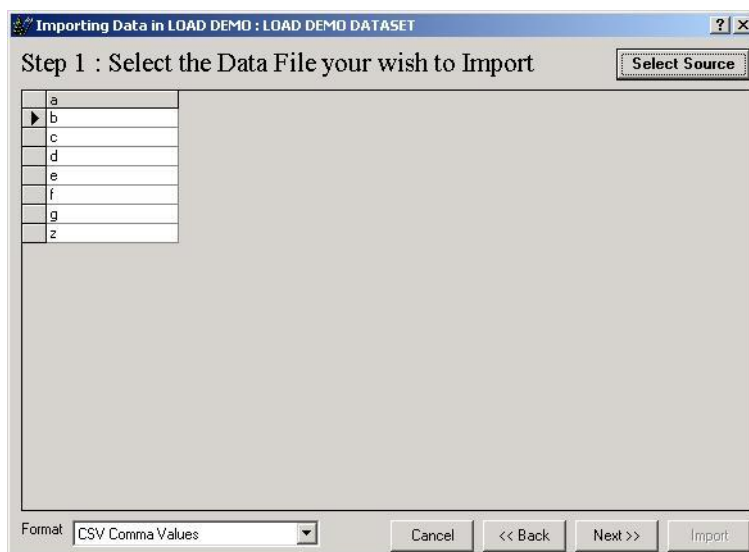 Importing Data in LOAD DEMO : LOAD DEMO DATASET
Step 1 : Select the Data File your wish to Import
Select Source
a
b
c
d
e
f
g
z
Format CSV Comma Values
Cancel
<< Back
Next >>
Import